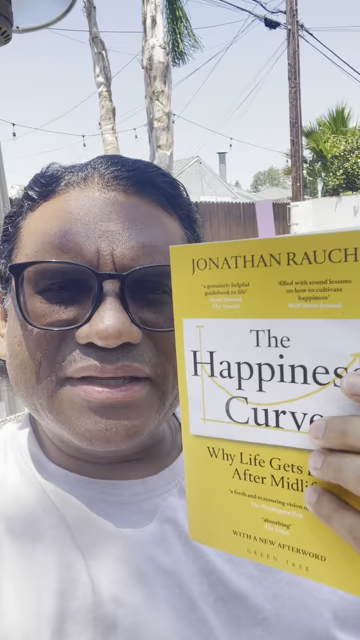 JONATHAN RAUCH
'a genuinely helpful
guidebook to life'
'filled with sound lessons
on how to cultivate
happiness'
The
Happines
Curv
Why Life Gets
After Midli
'a fresh and reassuring vision
'absorbing'
WITH A NEW AFTERWORD
GREEN TREE